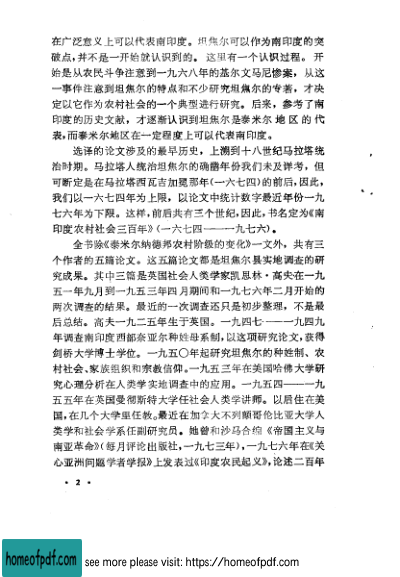 在广泛意义上可以代表南印度。坦焦尔可以作为南印度的突
破点,并不是一开始就认识到的。这里有一个认识过程。开
始是从农民斗争注意到一九六八年的基尔文马尼惨案,从这
一事件注意到坦焦尔的特点和不少研究坦焦尔的专著,才决
定以它作为农村社会的一个典型进行研究。后来,参考了南
印度的历史文献,才逐渐认识到坦焦尔是泰米尔地区的代
表,而泰米尔地区在一定程度上可以代表南印度。
选译的论文涉及的最早历史,上溯到十八世纪马拉塔统
治时期。马拉塔人统治坦焦尔的确凿年份我们未及详考,但
可断定是在马拉塔西瓦吉加冕那年(一六七四)的前后,因此,
我们以一六七四年为上限,以论文中统计数字最近年份一九
七六年为下限。这样,前后共有三个世纪,因此,书名定为《南
印度农村社会三百年》(一六七四——一九七六)。
全书除《泰米尔纳德邦农村阶级的变化》一文外,共有三
个作者的五篇论文。这五篇论文都是坦焦尔县实地调查的研
究成果。其中三篇是英国社会人类学家凯思林·高夫在一九
五一年九月到一九五三年四月期间和一九七六年二月开始的
两次调查的结果。最近的一次调查还只是初步整理,不是最
后总结。高夫一九二五年生于英国。一九四七——一九四九
年调查南印度西部奈亚尔种姓母系制,以这项研究论文,获得
剑桥大学博士学位。一九五〇年起研究坦焦尔的种姓制、农
村社会、家族组织和宗教信仰。一九五三年在美国哈佛大学研
究心理分析在人类学实地调查中的应用。一九五四——一九
五五年在英国曼彻斯特大学任社会人类学讲师。以后住在美
国,在几个大学里任教。最近在加拿大不列颠哥伦比亚大学人
类学和社会学系任副研究员。她曾和沙马合编《帝国主义与
南亚革命》(每月评论出版社,一九七三年),一九七六年在《关
心亚洲问题学者学报》上发表过《印度农民起义》,论述二百年
· 2 ·
homeofpdf.com
see more please visit: https://homeofpdf.com